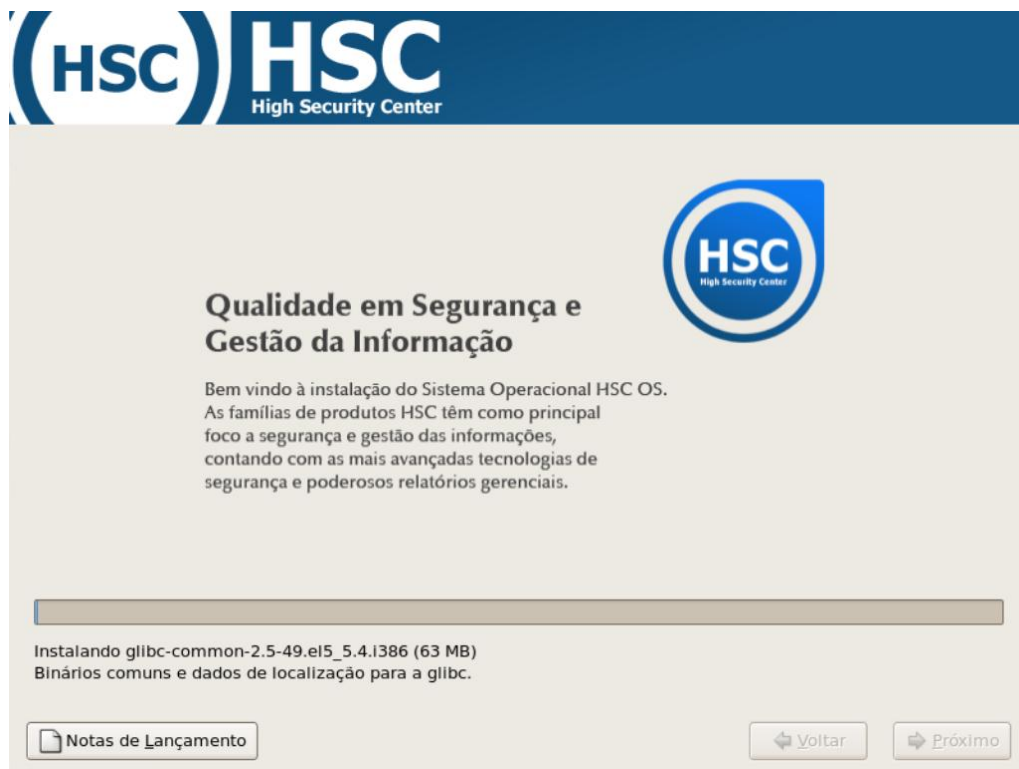 HSC
HSC
High Security Center
HSC
High Security Center
Qualidade em Segurança e
Gestão da Informação
Bem vindo à instalação do Sistema Operacional HSC OS.
As famílias de produtos HSC têm como principal
foco a segurança e gestão das informações,
contando com as mais avançadas tecnologias de
segurança e poderosos relatórios gerenciais.
Instalando glibc-common-2.5-49.el5_5.4.i386 (63 MB)
Binários comuns e dados de localização para a glibc.
Notas de Lançamento
Voltar
Próximo